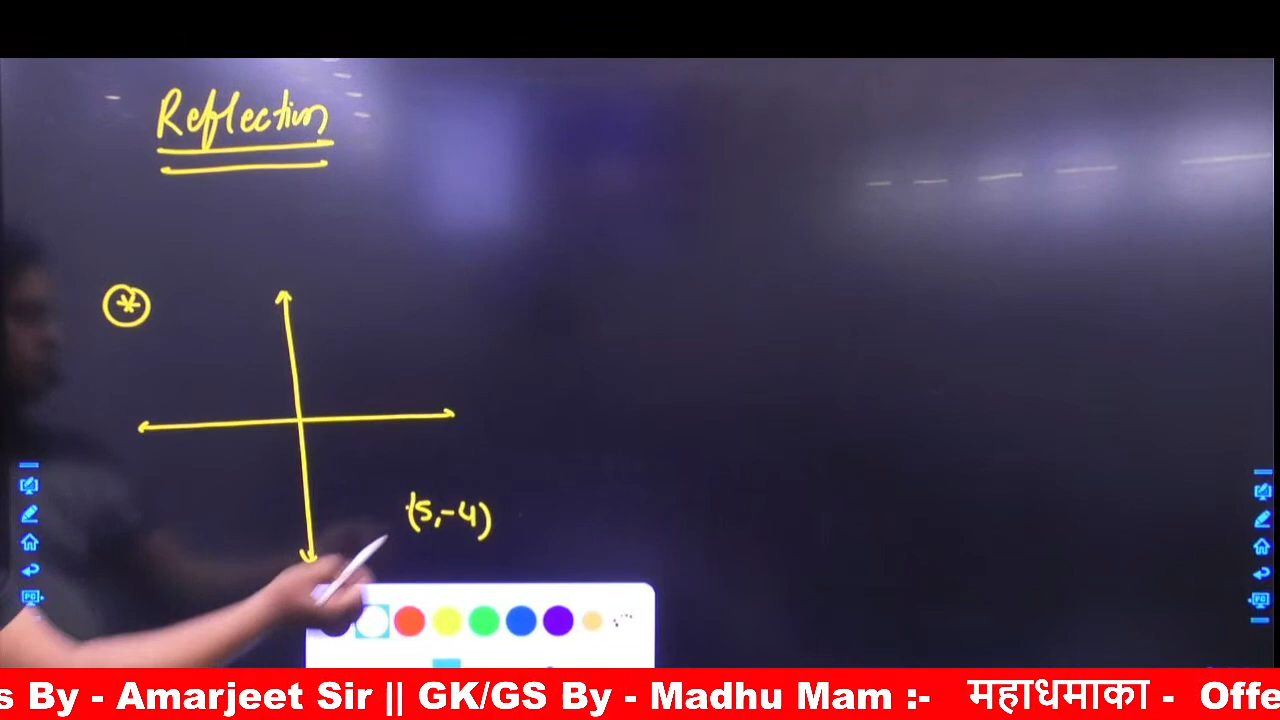 Reflection
*
(5,-4)
s By - Amarjeet Sir || GK/GS By - Madhu Mam :- महाधमाका - Offe